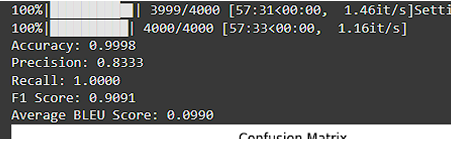 100%| | 3999/4000 [57:31<00:00, 1.46it/s]Setti
100%| | 4000/4000 [57:33<00:00, 1.16it/s]
Accuracy: 0.9998
Precision: 0.8333
Recall: 1.0000
F1 Score: 0.9091
Average BLEU Score: 0.0990
Confusion Matrix